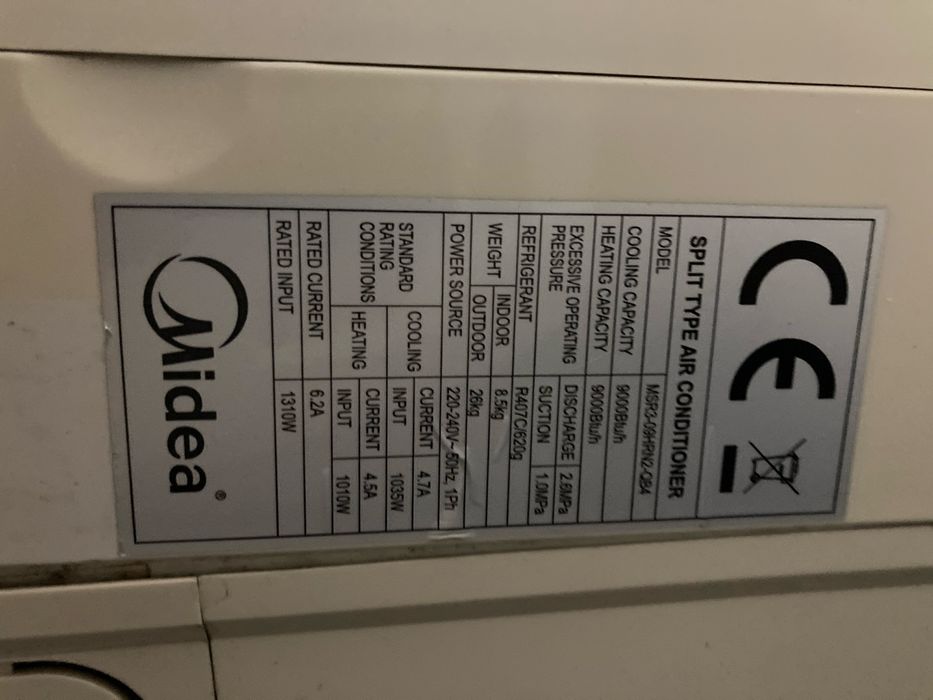 CE
SPLIT TYPE AIR CONDITIONER
MODEL MSR3-09HRN2-QB4
COOLING CAPACITY 9000Btu/h
HEATING CAPACITY 9000Btu/h
EXCESSIVE OPERATING PRESSURE DISCHARGE 2.6MPa
SUCTION 1.0MPa
REFRIGERANT R407C/620g
WEIGHT INDOOR 8.5kg
OUTDOOR 26kg
POWER SOURCE 220-240V~ 50Hz, 1Ph
STANDARD RATING CONDITIONS COOLING CURRENT 4.7A
INPUT 1035W
HEATING CURRENT 4.5A
INPUT 1010W
RATED CURRENT 6.2A
RATED INPUT 1310W
Midea®